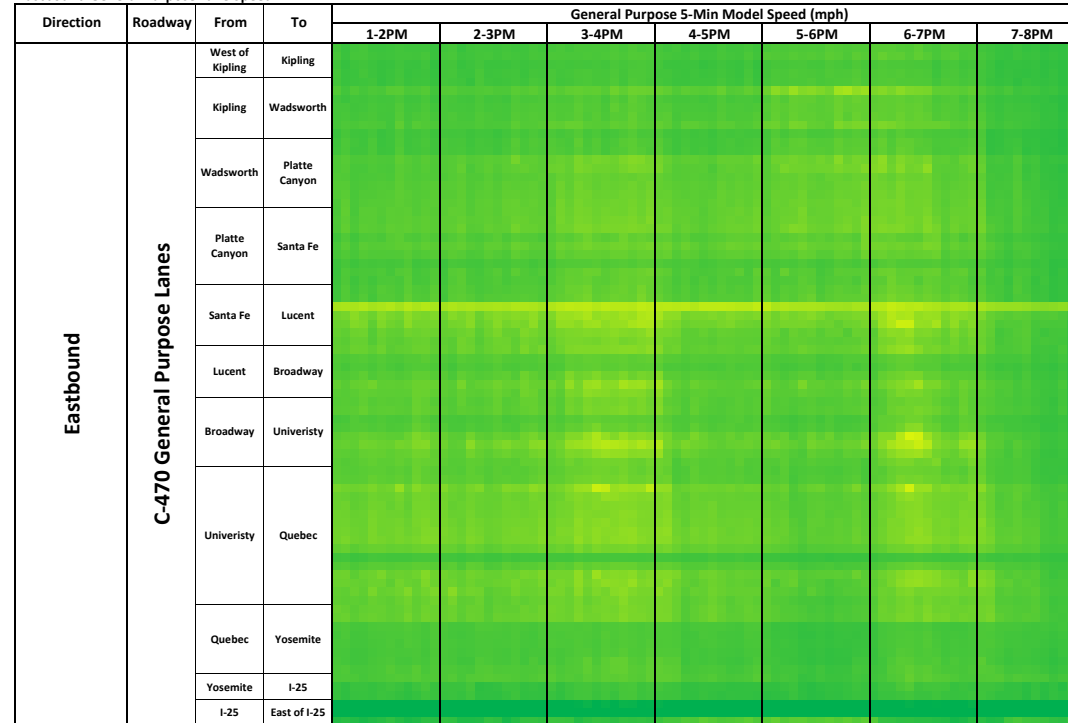 General Purpose 5-Min Model Speed (mph)
Direction
Roadway
From
To
1-2PM
2-3PM
3-4PM
4-5PM
5-6PM
6-7PM
7-8PM
Eastbound
C-470 General Purpose Lanes
West of
Kipling
Kipling
Kipling
Wadsworth
Wadsworth
Platte
Canyon
Platte
Canyon
Santa Fe
Santa Fe
Lucent
Lucent
Broadway
Broadway
Univeristy
Univeristy
Quebec
Quebec
Yosemite
Yosemite
I-25
I-25
East of I-25